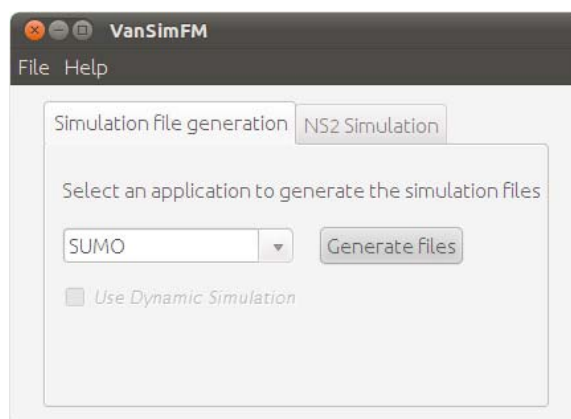 VanSimFM
File Help
Simulation file generation NS2 Simulation
Select an application to generate the simulation files
SUMO Generate files
Use Dynamic Simulation